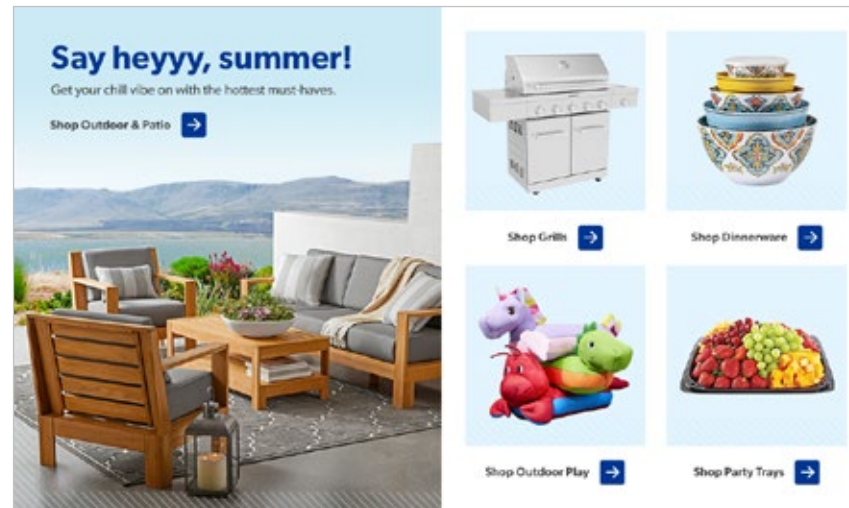 Say heyyy, summer!
Get your chill vibe on with the hottest must-haves.
Shop Outdoor & Patio
Shop Grills
Shop Dinnerware
Shop Outdoor Play
Shop Party Trays